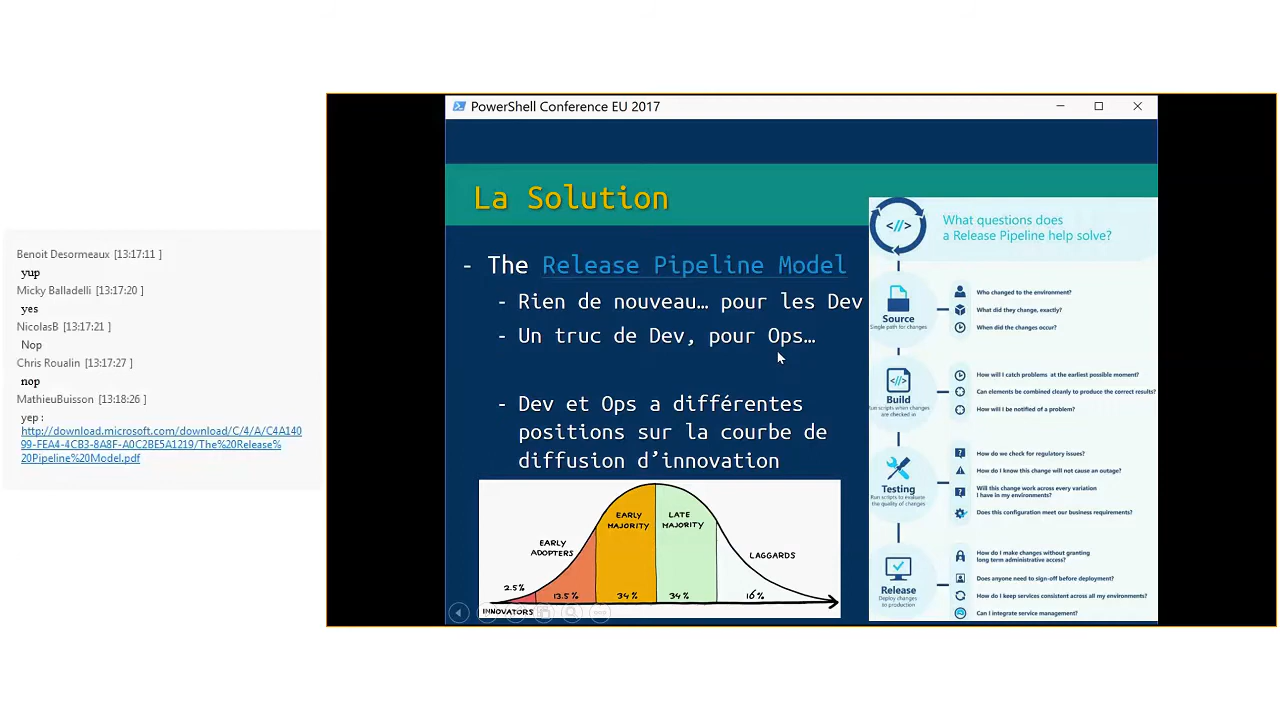 Benoit Desormeaux [13:17:11 ]
yup
Micky Balladelli [13:17:20 ]
yes
NicolasB [13:17:21 ]
Nop
Chris Roualin [13:17:27 ]
nop
MathieuBuisson [13:18:26 ]
yep :
http://download.microsoft.com/download/C/4/A/C4A140
99-FEA4-4CB3-8A8F-A0C2BE5A1219/The%20Release%
20Pipeline%20Model.pdf
PowerShell Conference EU 2017
La Solution
- The Release Pipeline Model
- Rien de nouveau… pour les Dev
- Un truc de Dev, pour Ops…
- Dev et Ops a différentes
positions sur la courbe de
diffusion d’innovation
INNOVATORS
2.5%
EARLY
ADOPTERS
13.5%
EARLY
MAJORITY
34%
LATE
MAJORITY
34%
LAGGARDS
16%
</>
What questions does
a Release Pipeline help solve?
Source
Single path for changes
Who changed to the environment?
What did they change, exactly?
When did the changes occur?
</>
Build
Run scripts when changes
are checked in
How will I catch problems at the earliest possible moment?
Can elements be combined clearly to produce the correct results?
How will I be notified of a problem?
Testing
Run scripts to evaluate
the quality of changes
How do we check for regulatory issues?
How do I know this change will not cause an outage?
Will this change work across every variation
I have in my environments?
Does this configuration meet our business requirements?
Release
Deploy changes
to production
How do I make changes without granting
long term administrative access?
Does anyone need to sign-off before deployment?
How do I keep services consistent across all my environments?
Can I integrate service management?